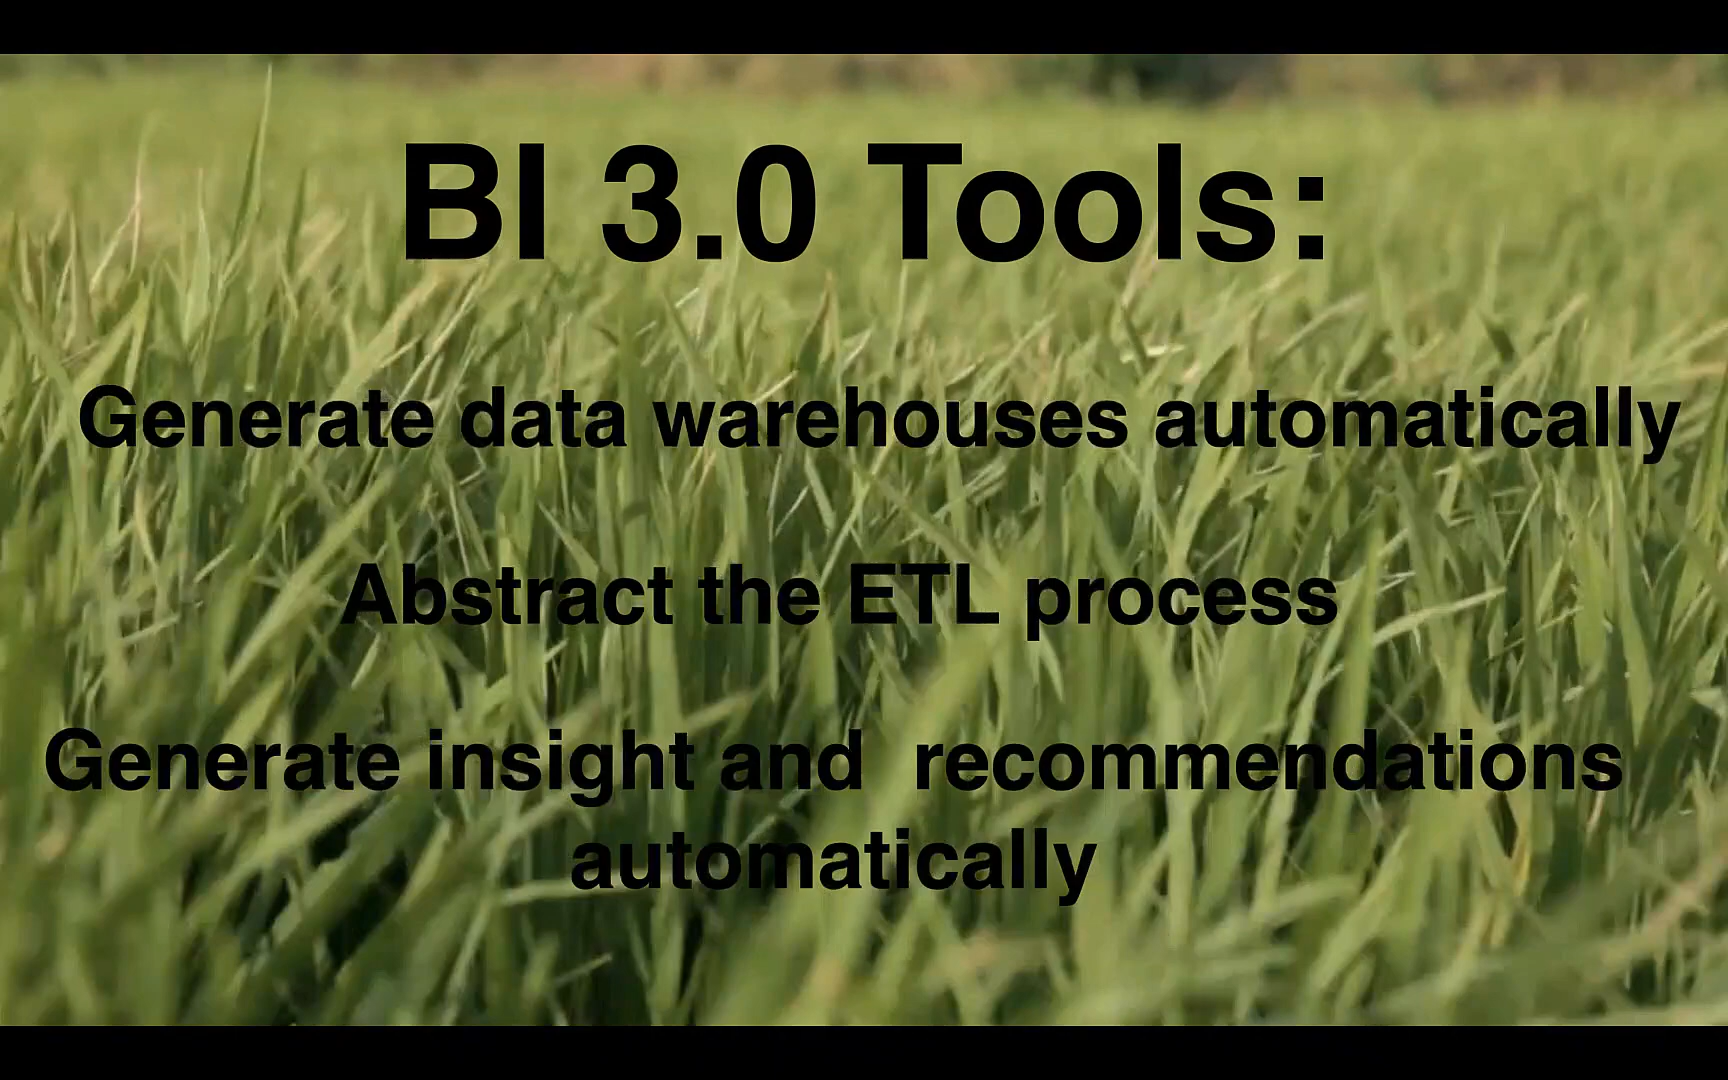 BI 3.0 Tools:
Generate data warehouses automatically
Abstract the ETL process
Generate insight and  recommendations
automatically